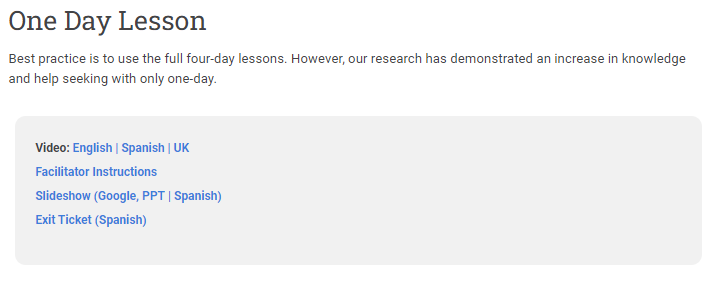 One Day Lesson
Best practice is to use the full four-day lessons. However, our research has demonstrated an increase in knowledge
and help seeking with only one-day.
Video: English | Spanish | UK
Facilitator Instructions
Slideshow (Google, PPT | Spanish)
Exit Ticket (Spanish)